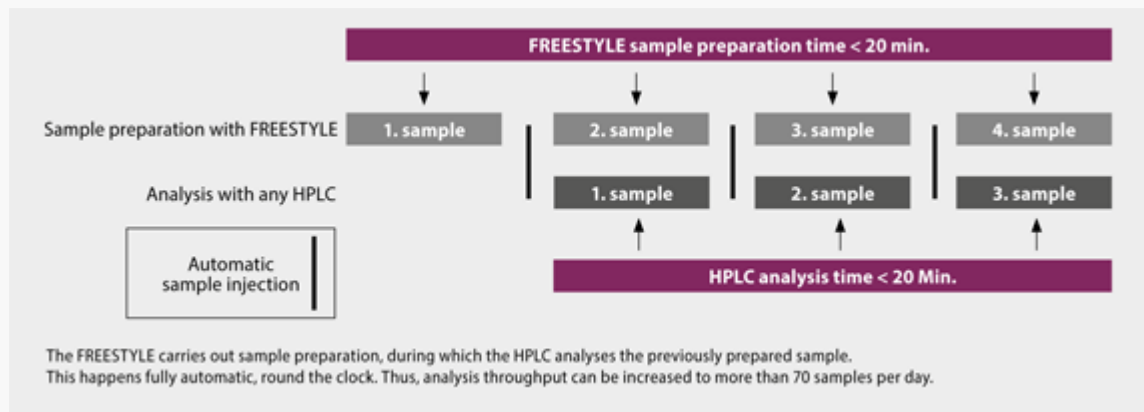 FREESTYLE sample preparation time < 20 min.
Sample preparation with FREESTYLE
1. sample
2. sample
3. sample
4. sample
Analysis with any HPLC
1. sample
2. sample
3. sample
Automatic
sample injection
HPLC analysis time < 20 Min.
The FREESTYLE carries out sample preparation, during which the HPLC analyses the previously prepared sample.
This happens fully automatic, round the clock. Thus, analysis throughput can be increased to more than 70 samples per day.